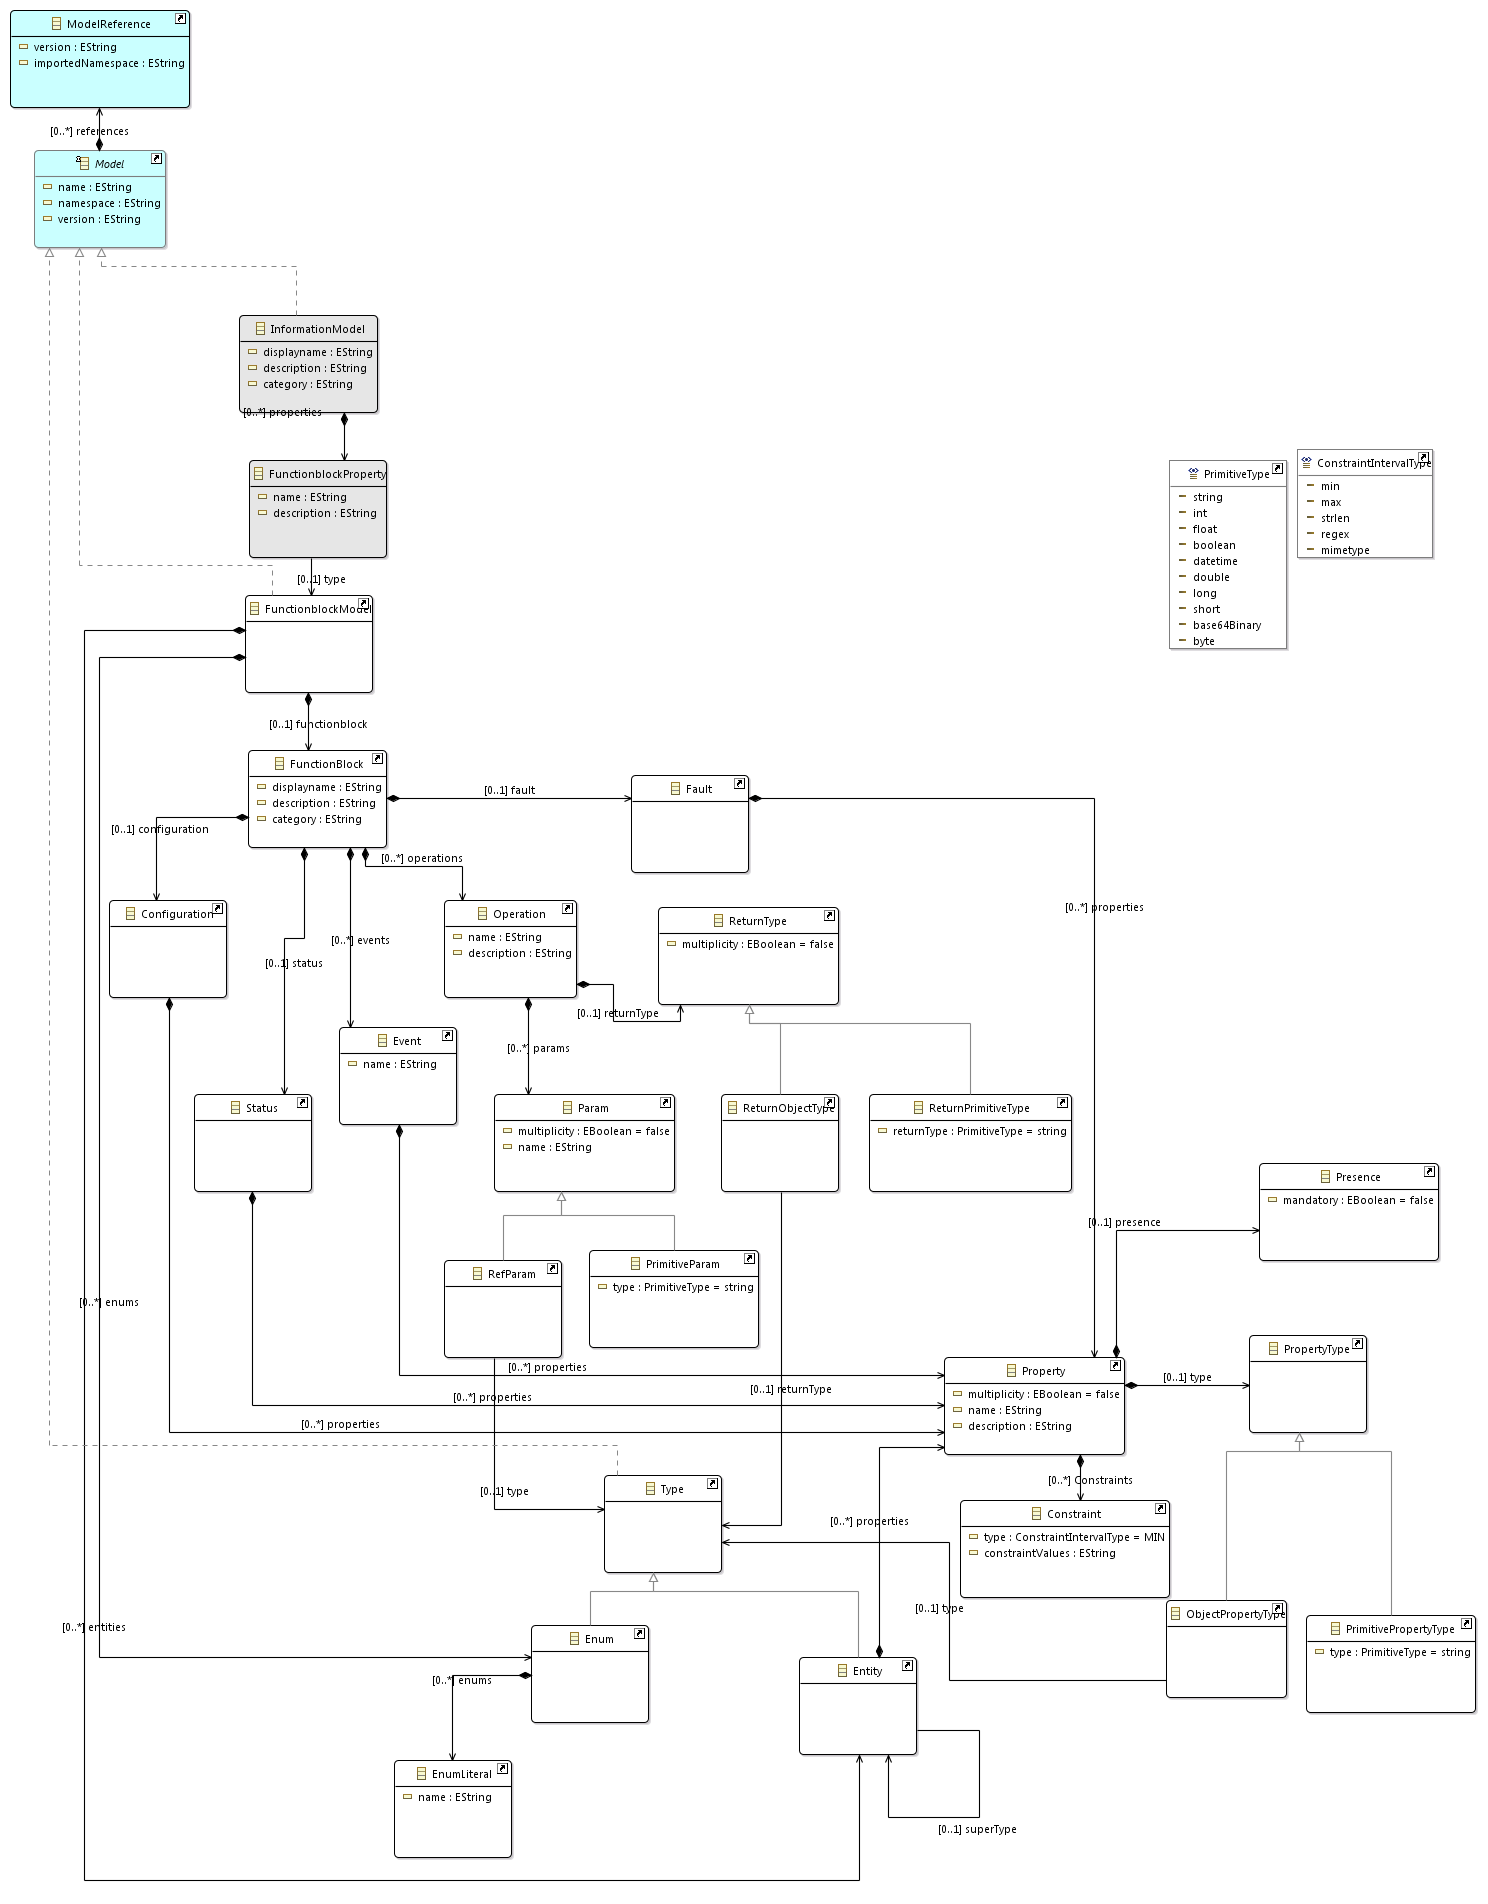 ModelReference
version : EString
importedNamespace : EString
[0..*] references
Model
name : EString
namespace : EString
version : EString
InformationModel
displayname : EString
description : EString
category : EString
[0..*] properties
FunctionblockProperty
name : EString
description : EString
[0..1] type
PrimitiveType
string
int
float
boolean
datetime
double
long
short
base64Binary
byte
ConstraintIntervalType
min
max
strlen
regex
mimetype
FunctionblockModel
[0..1] functionblock
FunctionBlock
displayname : EString
description : EString
category : EString
[0..1] fault
Fault
[0..1] configuration
[0..*] operations
Configuration
[0..1] status
[0..*] events
Operation
name : EString
description : EString
ReturnType
multiplicity : EBoolean = false
[0..*] properties
[0..1] returnType
Event
name : EString
[0..*] params
Status
Param
multiplicity : EBoolean = false
name : EString
ReturnObjectType
ReturnPrimitiveType
returnType : PrimitiveType = string
Presence
mandatory : EBoolean = false
[0..1] presence
RefParam
PrimitiveParam
type : PrimitiveType = string
[0..*] enums
[0..*] properties
[0..*] properties
[0..*] properties
[0..1] returnType
Property
multiplicity : EBoolean = false
name : EString
description : EString
[0..1] type
PropertyType
[0..1] type
Type
[0..*] properties
[0..*] Constraints
Constraint
type : ConstraintIntervalType = MIN
constraintValues : EString
[0..1] type
ObjectPropertyType
PrimitivePropertyType
type : PrimitiveType = string
[0..*] entities
Enum
[0..*] enums
Entity
EnumLiteral
name : EString
[0..1] superType